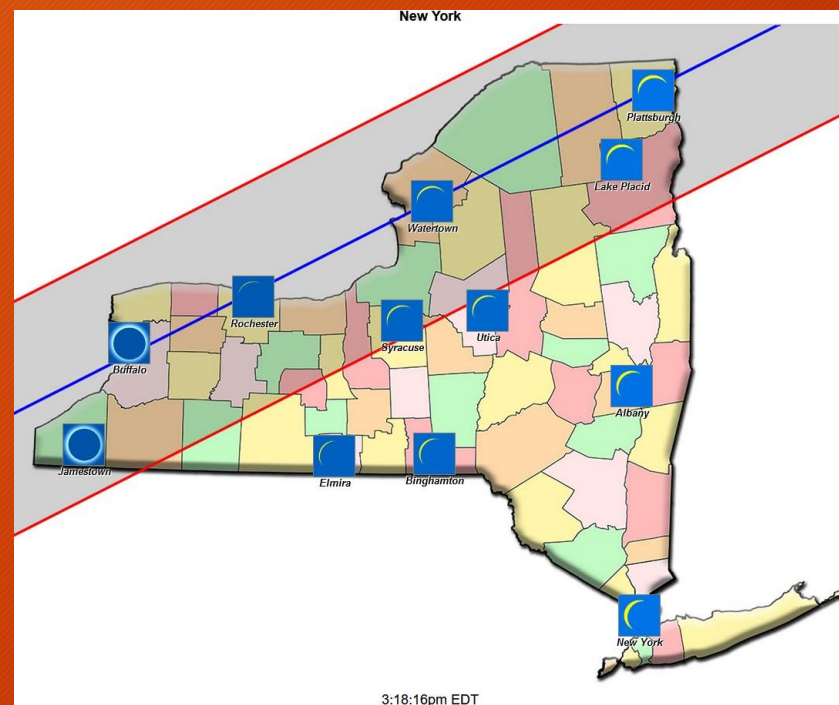 New York
Plattsburgh
Lake Placid
Watertown
Rochester
Syracuse
Utica
Buffalo
Albany
Jamestown
Elmira
Binghamton
New York
3:18:16pm EDT